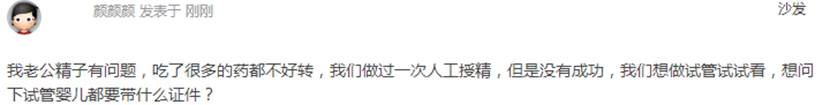 颜颜颜 发表于 刚刚 沙发
我老公精子有问题，吃了很多的药都不好转，我们做过一次人工授精，但是没有成功，我们想做试管试试看，想问
下试管婴儿都要带什么证件？